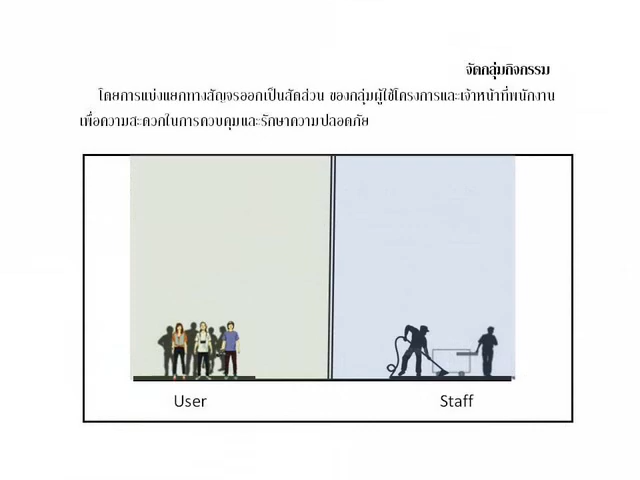 จัดกลุ่มกิจกรรม
โดยการแบ่งแยกทางสัญจรออกเป็นสัดส่วน ของกลุ่มผู้ใช้โครงการและเจ้าหน้าที่พนักงาน
เพื่อความสะดวกในการควบคุมและรักษาความปลอดภัย
User
Staff